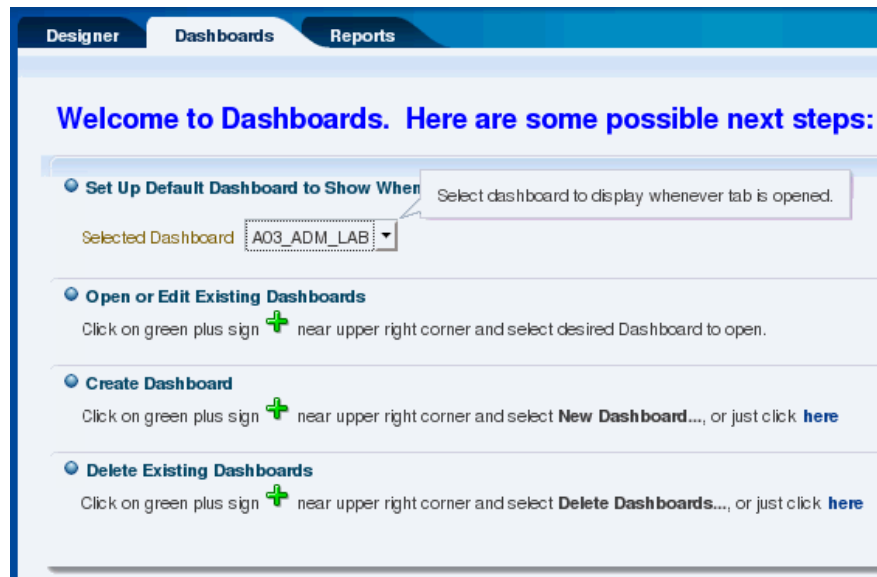 Designer Dashboards Reports
Welcome to Dashboards. Here are some possible next steps:
Set Up Default Dashboard to Show When
Select dashboard to display whenever tab is opened.
Selected Dashboard A03_ADM_LAB
Open or Edit Existing Dashboards
Click on green plus sign near upper right corner and select desired Dashboard to open.
Create Dashboard
Click on green plus sign near upper right corner and select New Dashboard..., or just click here
Delete Existing Dashboards
Click on green plus sign near upper right corner and select Delete Dashboards..., or just click here